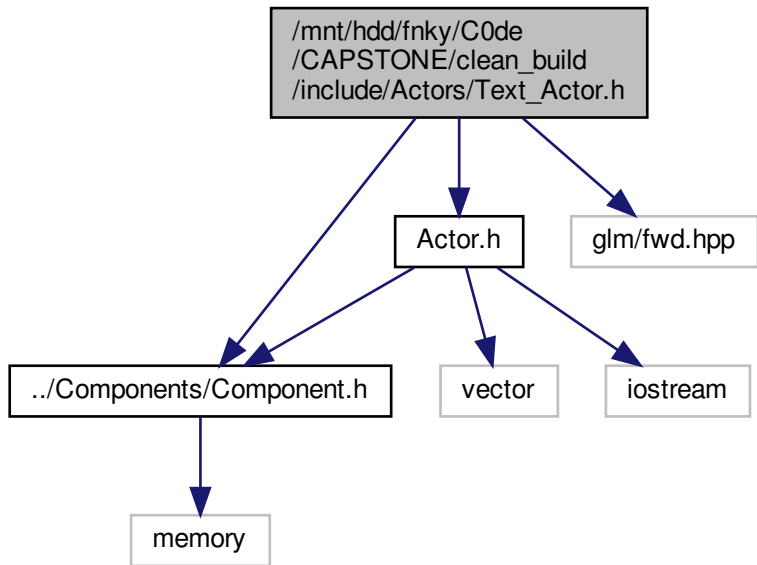 /mnt/hdd/fnky/C0de
/CAPSTONE/clean_build
/include/Actors/Text_Actor.h
Actor.h
glm/fwd.hpp
../Components/Component.h
vector
iostream
memory